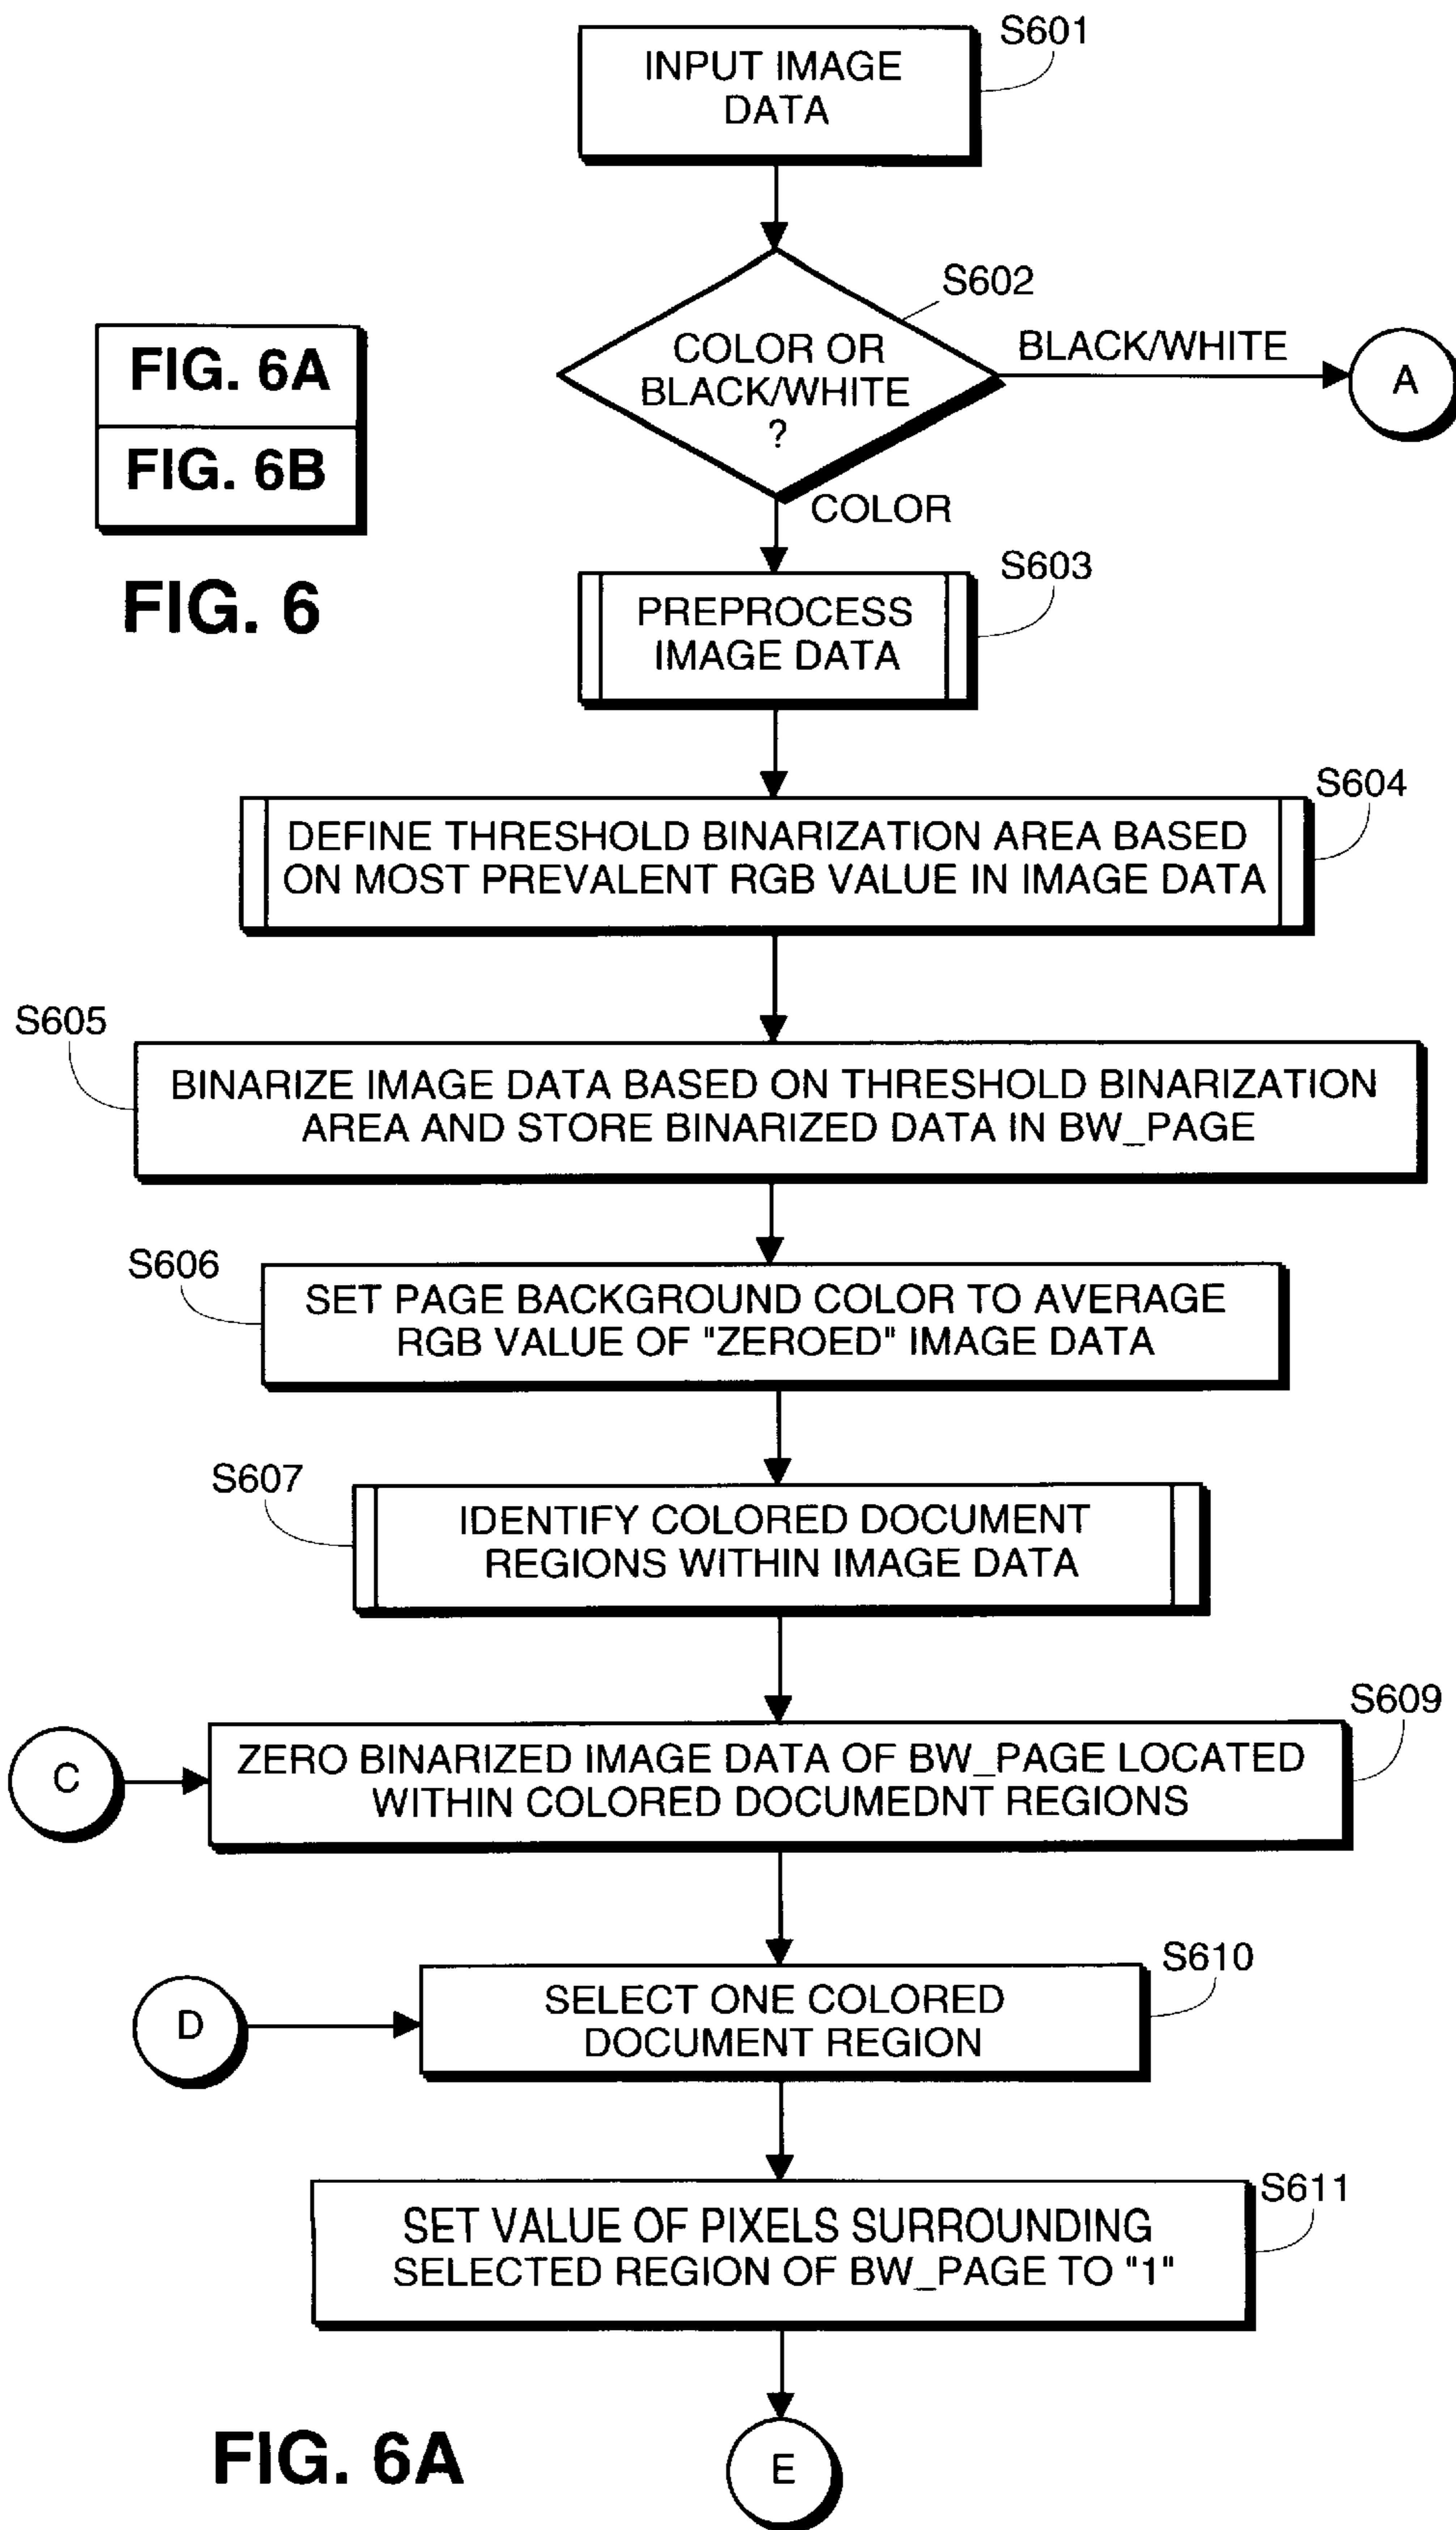 S601
INPUT IMAGE
DATA
S602
COLOR OR
BLACK/WHITE
?
BLACK/WHITE
A
FIG. 6A
FIG. 6B
FIG. 6
COLOR
S603
PREPROCESS
IMAGE DATA
S604
DEFINE THRESHOLD BINARIZATION AREA BASED
ON MOST PREVALENT RGB VALUE IN IMAGE DATA
S605
BINARIZE IMAGE DATA BASED ON THRESHOLD BINARIZATION
AREA AND STORE BINARIZED DATA IN BW_PAGE
S606
SET PAGE BACKGROUND COLOR TO AVERAGE
RGB VALUE OF "ZEROED" IMAGE DATA
S607
IDENTIFY COLORED DOCUMENT
REGIONS WITHIN IMAGE DATA
S609
C
ZERO BINARIZED IMAGE DATA OF BW_PAGE LOCATED
WITHIN COLORED DOCUMEDNT REGIONS
S610
D
SELECT ONE COLORED
DOCUMENT REGION
S611
SET VALUE OF PIXELS SURROUNDING
SELECTED REGION OF BW_PAGE TO "1"
FIG. 6A
E